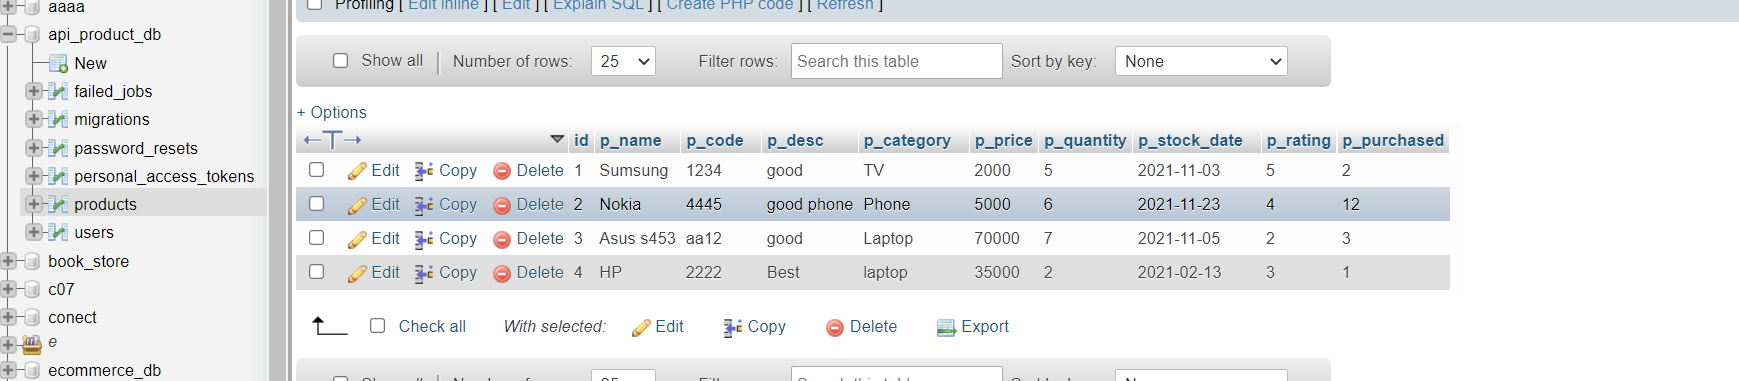 aaaa
api_product_db
New
failed_jobs
migrations
password_resets
personal_access_tokens
products
users
book_store
c07
conect
e
ecommerce_db
Profiling [ Edit inline ] [ Edit ] [ Explain SQL ] [ Create PHP code ] [ Refresh ]
Show all Number of rows: 25 Filter rows: Search this table Sort by key: None
+ Options
id p_name p_code p_desc p_category p_price p_quantity p_stock_date p_rating p_purchased
Edit Copy Delete 1 Sumsung 1234 good TV 2000 5 2021-11-03 5 2
Edit Copy Delete 2 Nokia 4445 good phone Phone 5000 6 2021-11-23 4 12
Edit Copy Delete 3 Asus s453 aa12 good Laptop 70000 7 2021-11-05 2 3
Edit Copy Delete 4 HP 2222 Best laptop 35000 2 2021-02-13 3 1
Check all With selected: Edit Copy Delete Export